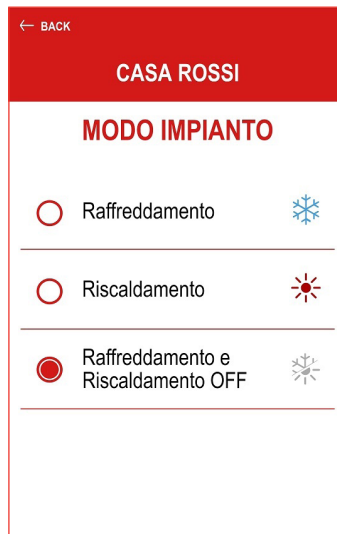 BACK
CASA ROSSI
MODO IMPIANTO
Raffreddamento
Riscaldamento
Raffreddamento e
Riscaldamento OFF